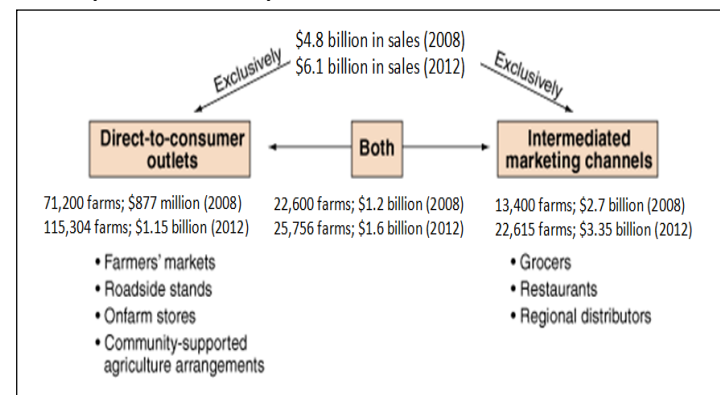 $4.8 billion in sales (2008)
$6.1 billion in sales (2012)
Exclusively
Exclusively
Direct-to-consumer
outlets
Both
Intermediated
marketing channels
71,200 farms; $877 million (2008)
115,304 farms; $1.15 billion (2012)
22,600 farms; $1.2 billion (2008)
25,756 farms; $1.6 billion (2012)
13,400 farms; $2.7 billion (2008)
22,615 farms; $3.35 billion (2012)
• Farmers' markets
• Roadside stands
• Onfarm stores
• Community-supported
agriculture arrangements
• Grocers
• Restaurants
• Regional distributors